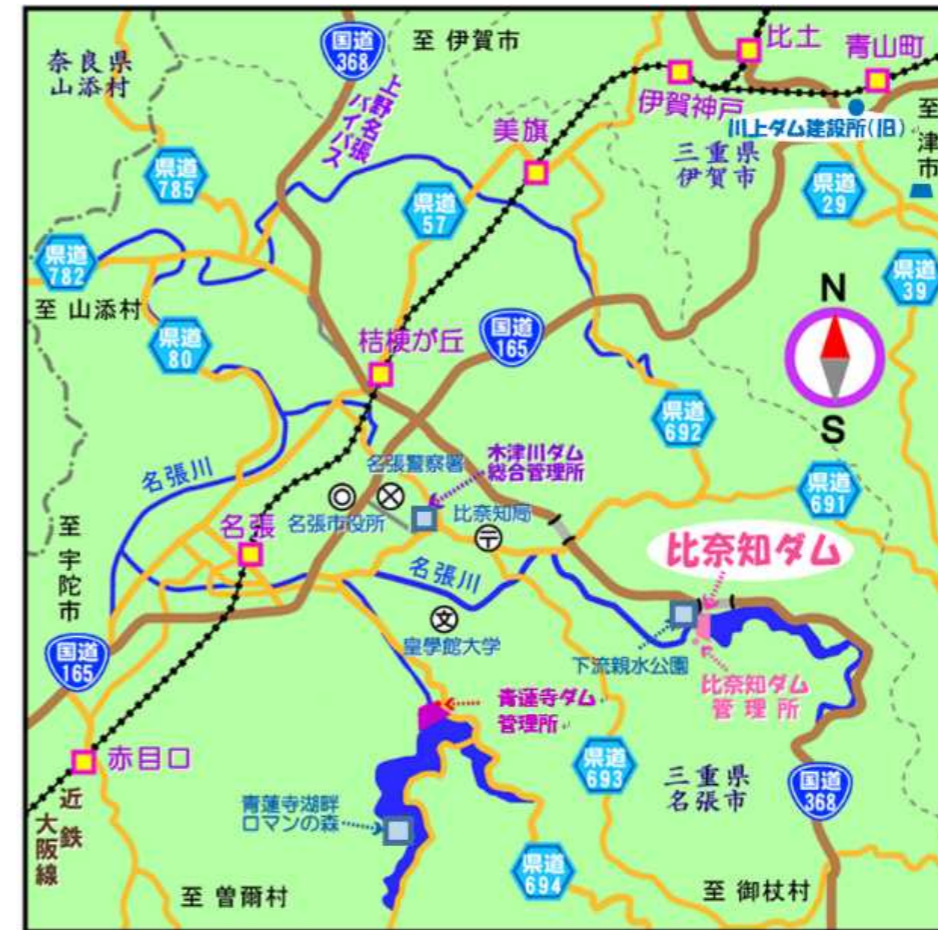 国道
368
至 伊賀市
比土
青山町
奈良県
山添村
上野名張
バイパス
伊賀神戸
川上ダム建設所(旧)
至 津市
美旗
三重県
伊賀市
県道
785
県道
57
県道
29
県道
782
県道
39
至 山添村
N
国道
165
県道
80
桔梗が丘
S
県道
692
名張川
名張警察署
木津川ダム
総合管理所
県道
691
名張市役所
比奈知局
至 宇陀市
名張
比奈知ダム
名張川
文
皇學館大学
下流親水公園
国道
165
比奈知ダム
管理所
青蓮寺ダム
管理所
赤目口
県道
693
三重県
名張市
国道
368
近鉄
大阪線
青蓮寺湖畔
ロマンの森
県道
694
至 曽爾村
至 御杖村